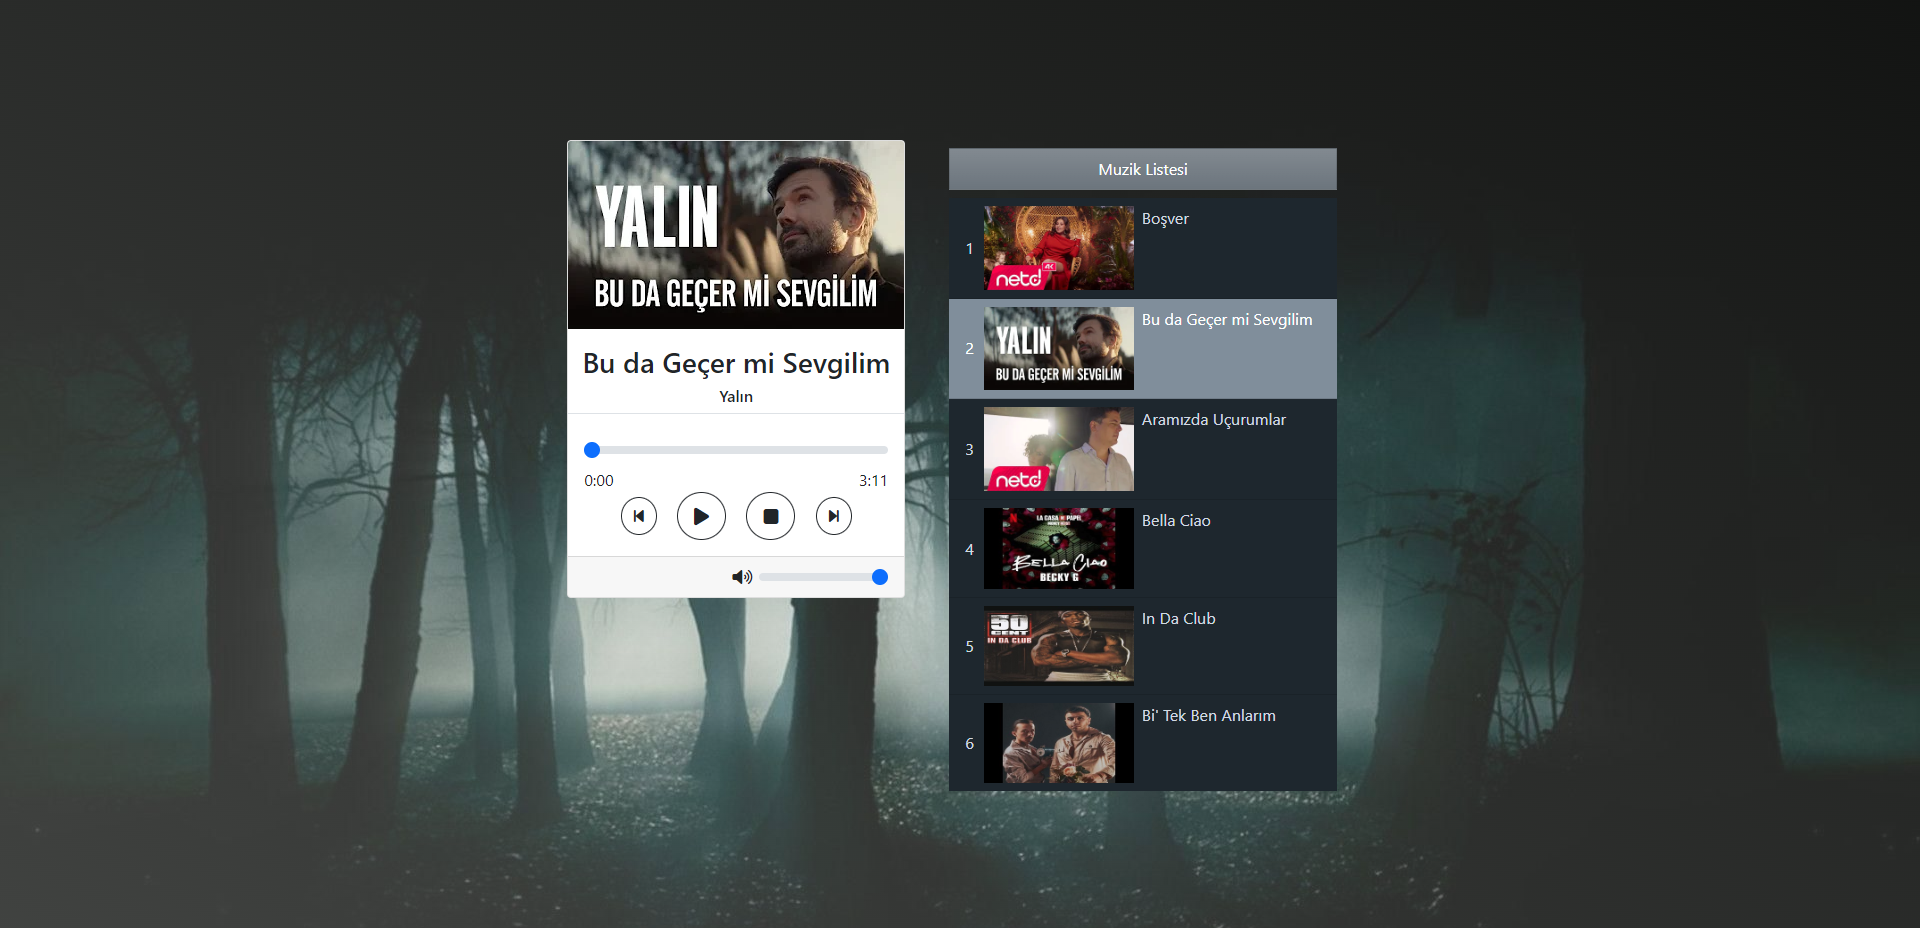 YALIN
BU DA GEÇER Mİ SEVGİLİM
Bu da Geçer mi Sevgilim
Yalın
0:00
3:11
Muzik Listesi
1
Boşver
netd
4K
2
Bu da Geçer mi Sevgilim
YALIN
BU DA GEÇER Mİ SEVGİLİM
3
Aramızda Uçurumlar
netd
4
Bella Ciao
N
LA CASA DE PAPEL
BELLA CIAO
BECKY G
5
In Da Club
50
CENT
IN DA CLUB
6
Bi' Tek Ben Anlarım